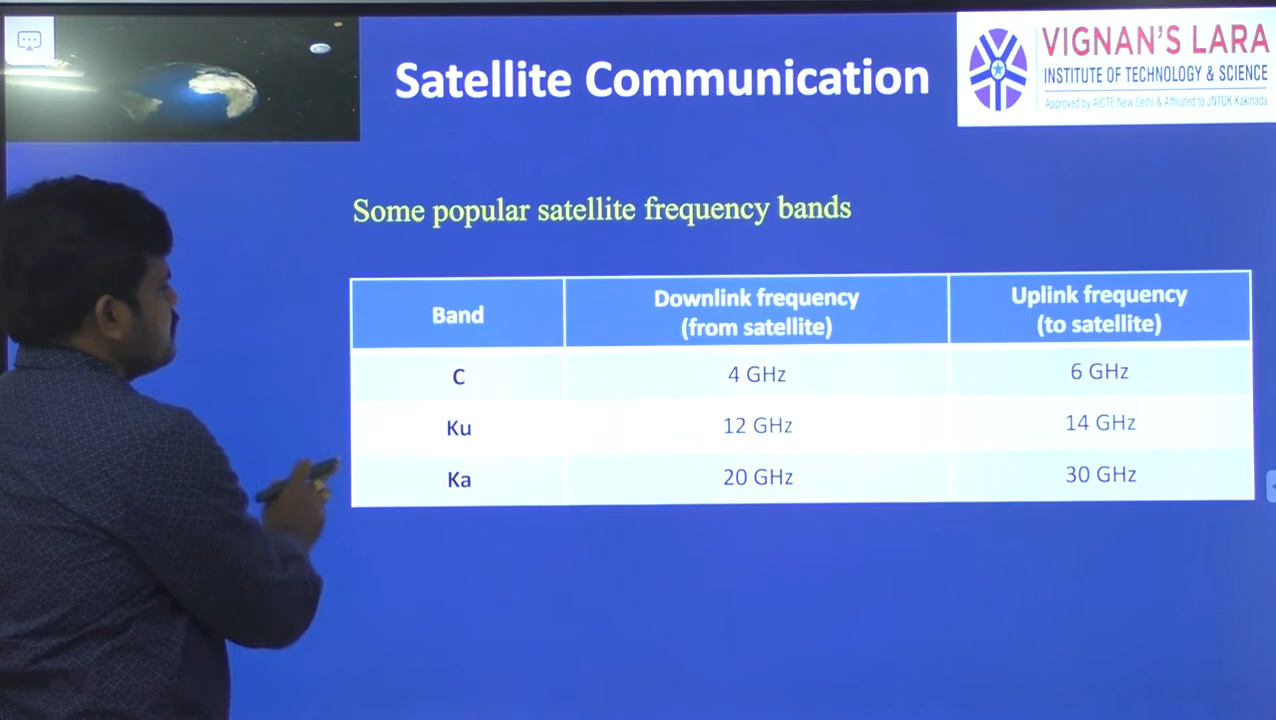 Satellite Communication
VIGNAN'S LARA
INSTITUTE OF TECHNOLOGY & SCIENCE
Approved by AICTE New Delhi & Affiliated to JNTUK Kakinada
Some popular satellite frequency bands
Band
Downlink frequency
(from satellite)
Uplink frequency
(to satellite)
C 4 GHz 6 GHz
Ku 12 GHz 14 GHz
Ka 20 GHz 30 GHz